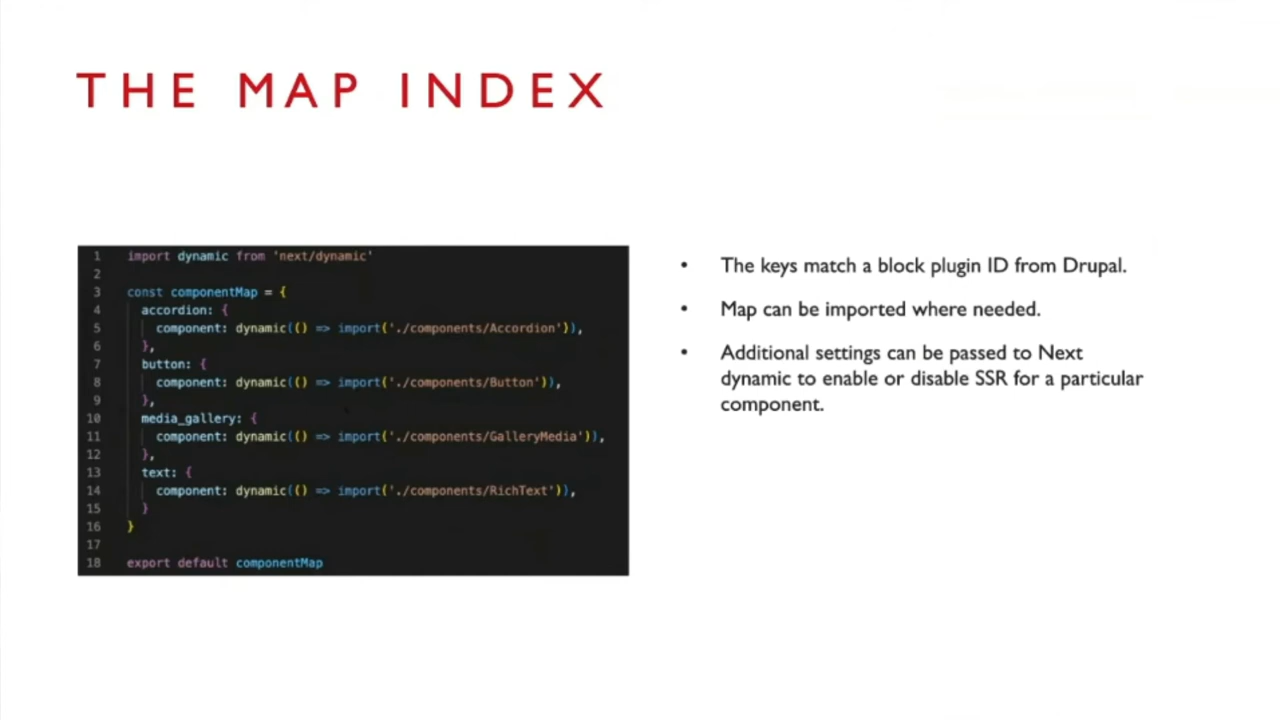 THE MAP INDEX
1 import dynamic from 'next/dynamic'
2
3 const componentMap = {
4 accordion: {
5 component: dynamic(() => import('./components/Accordion')),
6 },
7 button: {
8 component: dynamic(() => import('./components/Button')),
9 },
10 media_gallery: {
11 component: dynamic(() => import('./components/GalleryMedia')),
12 },
13 text: {
14 component: dynamic(() => import('./components/RichText')),
15 }
16 }
17
18 export default componentMap
• The keys match a block plugin ID from Drupal.
• Map can be imported where needed.
• Additional settings can be passed to Next
dynamic to enable or disable SSR for a particular
component.